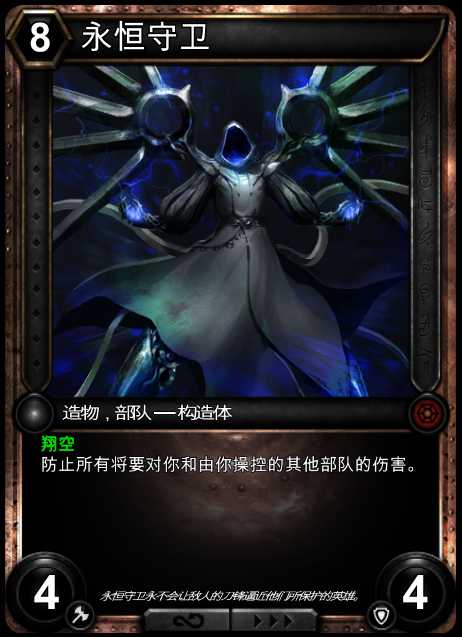 8 永恒守卫
造物，部队 — 构造体
翔空
防止所有将要对你和由你操控的其他部队的伤害。
永恒守卫永不会让敌人的刀锋逼近他们所保护的英雄。
4 4